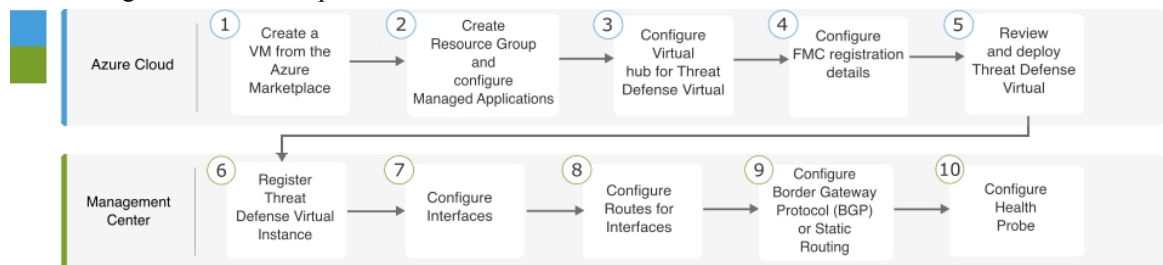 Azure Cloud
1
Create a
VM from the
Azure
Marketplace
2
Create
Resource Group
and
configure
Managed Applications
3
Configure
Virtual
hub for Threat
Defense Virtual
4
Configure
FMC registration
details
5
Review
and deploy
Threat Defense
Virtual
Management
Center
6
Register
Threat
Defense Virtual
Instance
7
Configure
Interfaces
8
Configure
Routes for
Interfaces
9
Configure
Border Gateway
Protocol (BGP)
or Static
Routing
10
Configure
Health
Probe